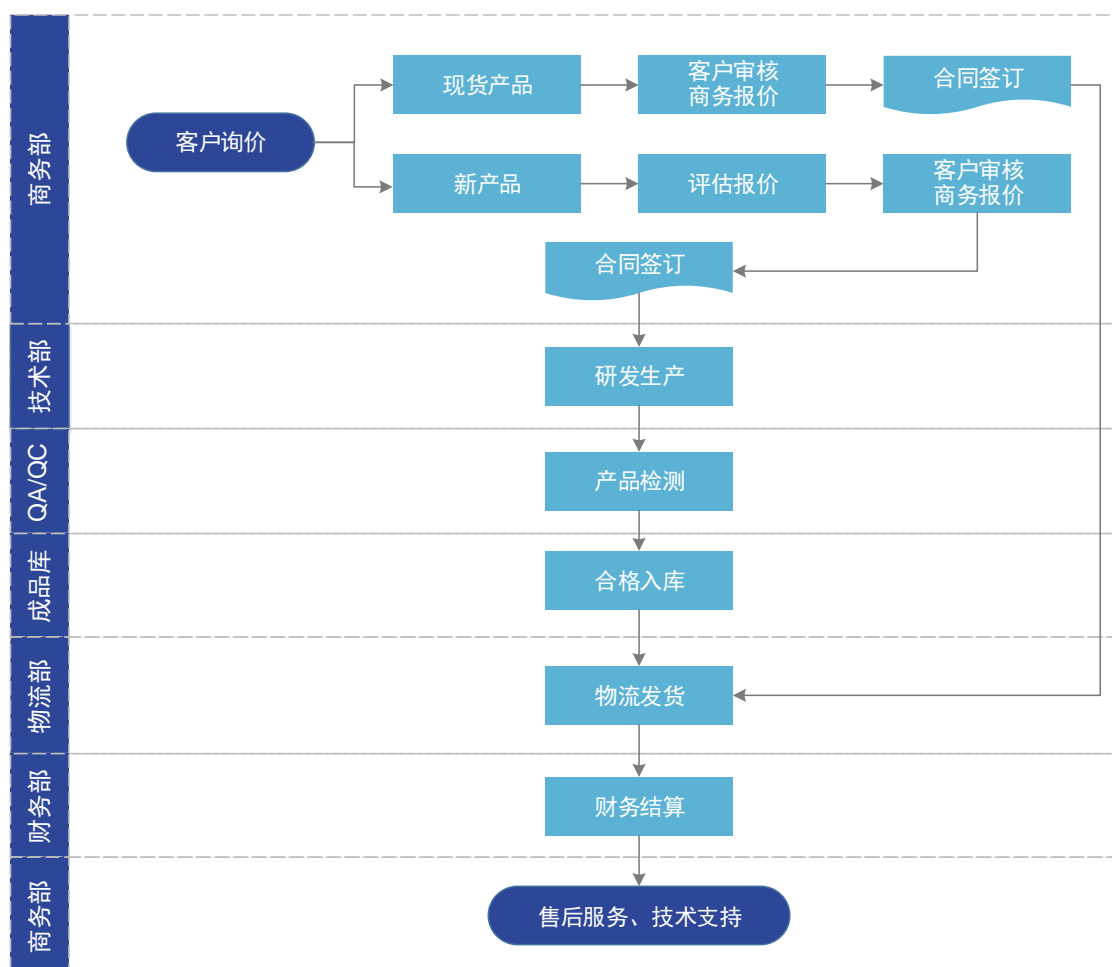 商务部
现货产品
客户审核
商务报价
合同签订
客户询价
新产品
评估报价
客户审核
商务报价
合同签订
技术部
研发生产
QA/QC
产品检测
成品库
合格入库
物流部
物流发货
财务部
财务结算
商务部
售后服务、技术支持